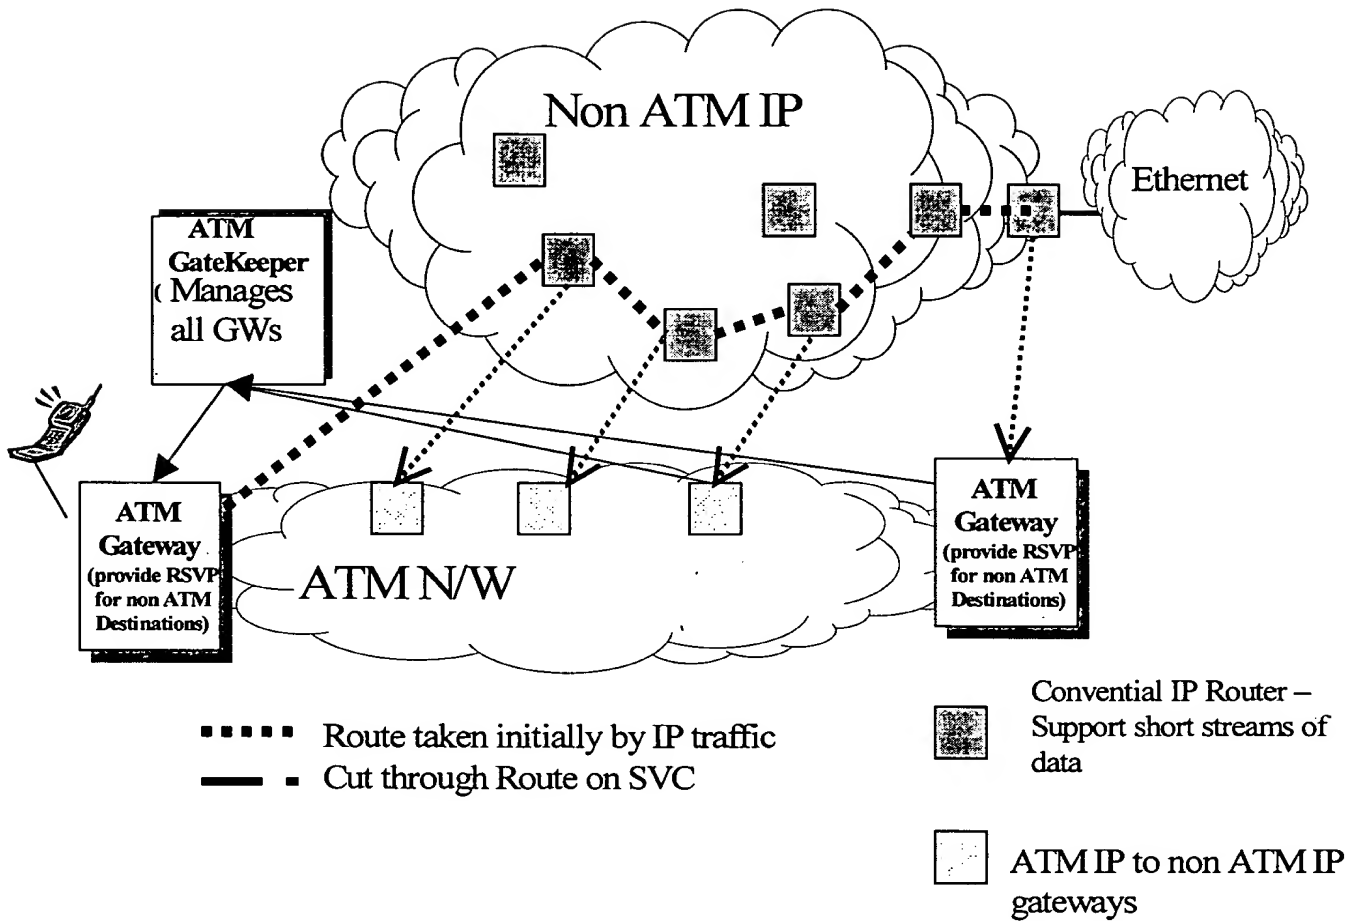 Non ATM IP
Ethernet
ATM
GateKeeper
( Manages
all GWs
ATM
Gateway
(provide RSVP
for non ATM
Destinations)
ATM N/W
ATM
Gateway
(provide RSVP
for non ATM
Destinations)
Route taken initially by IP traffic
Cut through Route on SVC
Convential IP Router –
Support short streams of
data
ATM IP to non ATM IP
gateways